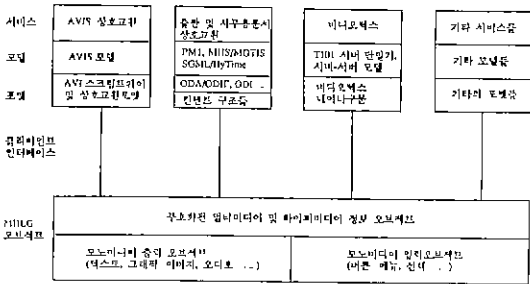 서비스
AVIS 상호교환
출판 및 사무용문서
상호교환
비디오텍스
기타 서비스들
모델
AVIS 모델
PM1, MHS/MOTIS
SGML/HyTime
T101 서버 단말기,
서버-서버 모델
기타 모델들
포맷
AVI 스크립트웨어
및 상호교환포맷
ODA/ODIF, GDI ...
컨텐트 구조들
비디오텍스
데이타구문
기타의 포맷들
클라이언트
인터페이스
MHEG
오브젝트
부호화된 멀티미디어 및 하이퍼미디어 정보 오브젝트
모노미디어 출력 오브젝트
(텍스트, 그래픽 이미지, 오디오 ...)
모노미디어 입력오브젝트
(버튼 메뉴, 선택 ...)